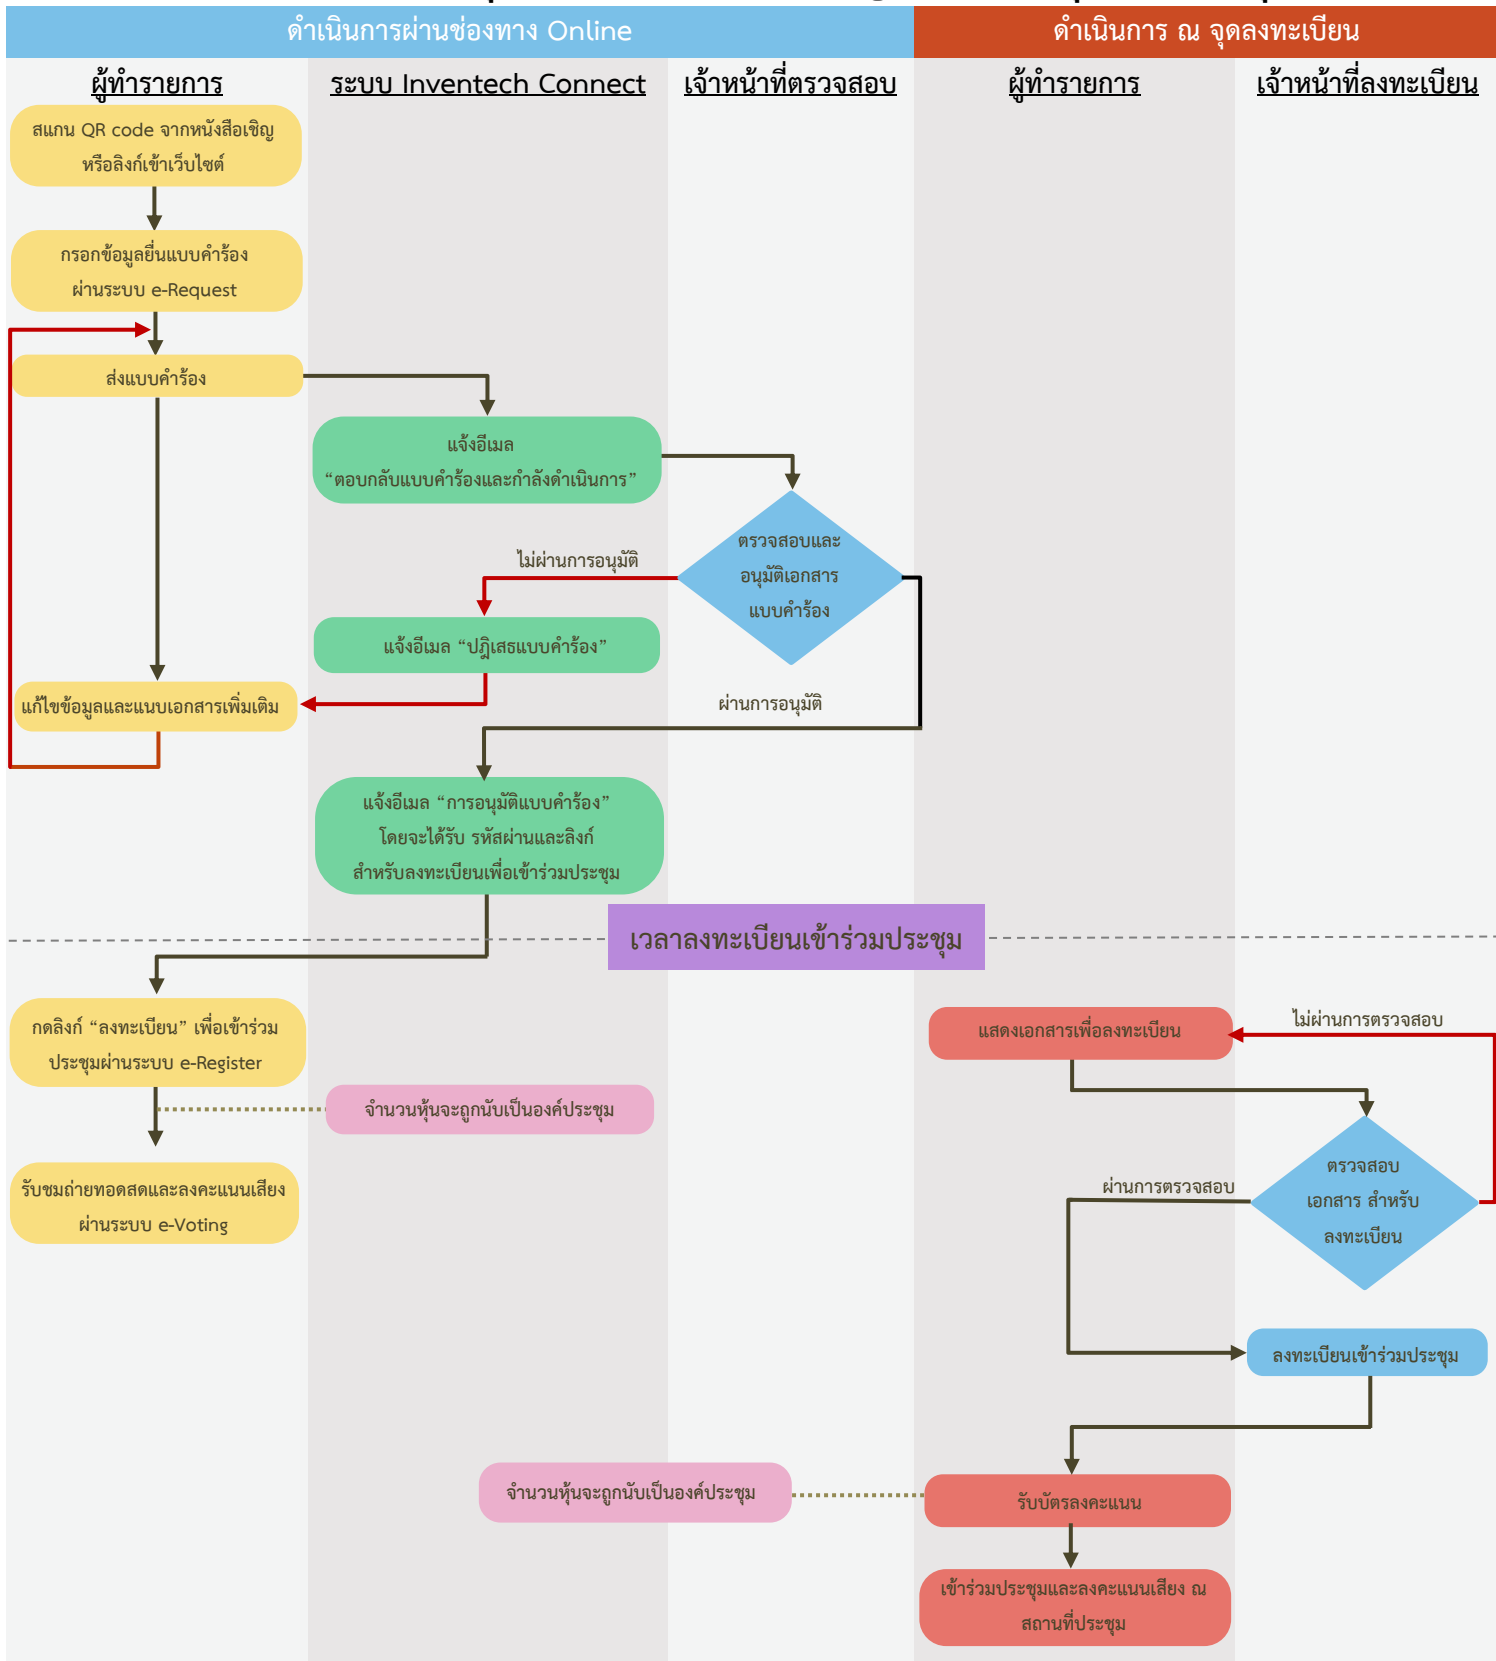 ดำเนินการผ่านช่องทาง Online
ดำเนินการ ณ จุดลงทะเบียน
ผู้ทำรายการ
ระบบ Inventech Connect
เจ้าหน้าที่ตรวจสอบ
ผู้ทำรายการ
เจ้าหน้าที่ลงทะเบียน
สแกน QR code จากหนังสือเชิญ
หรือลิงก์เข้าเว็บไซต์
กรอกข้อมูลยื่นแบบคำร้อง
ผ่านระบบ e-Request
ส่งแบบคำร้อง
แจ้งอีเมล
“ตอบกลับแบบคำร้องและกำลังดำเนินการ”
ตรวจสอบและ
อนุมัติเอกสาร
แบบคำร้อง
ไม่ผ่านการอนุมัติ
แจ้งอีเมล “ปฎิเสธแบบคำร้อง”
แก้ไขข้อมูลและแนบเอกสารเพิ่มเติม
ผ่านการอนุมัติ
แจ้งอีเมล “การอนุมัติแบบคำร้อง”
โดยจะได้รับ รหัสผ่านและลิงก์
สำหรับลงทะเบียนเพื่อเข้าร่วมประชุม
เวลาลงทะเบียนเข้าร่วมประชุม
กดลิงก์ “ลงทะเบียน” เพื่อเข้าร่วม
ประชุมผ่านระบบ e-Register
จำนวนหุ้นจะถูกนับเป็นองค์ประชุม
รับชมถ่ายทอดสดและลงคะแนนเสียง
ผ่านระบบ e-Voting
แสดงเอกสารเพื่อลงทะเบียน
ไม่ผ่านการตรวจสอบ
ตรวจสอบ
เอกสาร สำหรับ
ลงทะเบียน
ผ่านการตรวจสอบ
ลงทะเบียนเข้าร่วมประชุม
จำนวนหุ้นจะถูกนับเป็นองค์ประชุม
รับบัตรลงคะแนน
เข้าร่วมประชุมและลงคะแนนเสียง ณ
สถานที่ประชุม